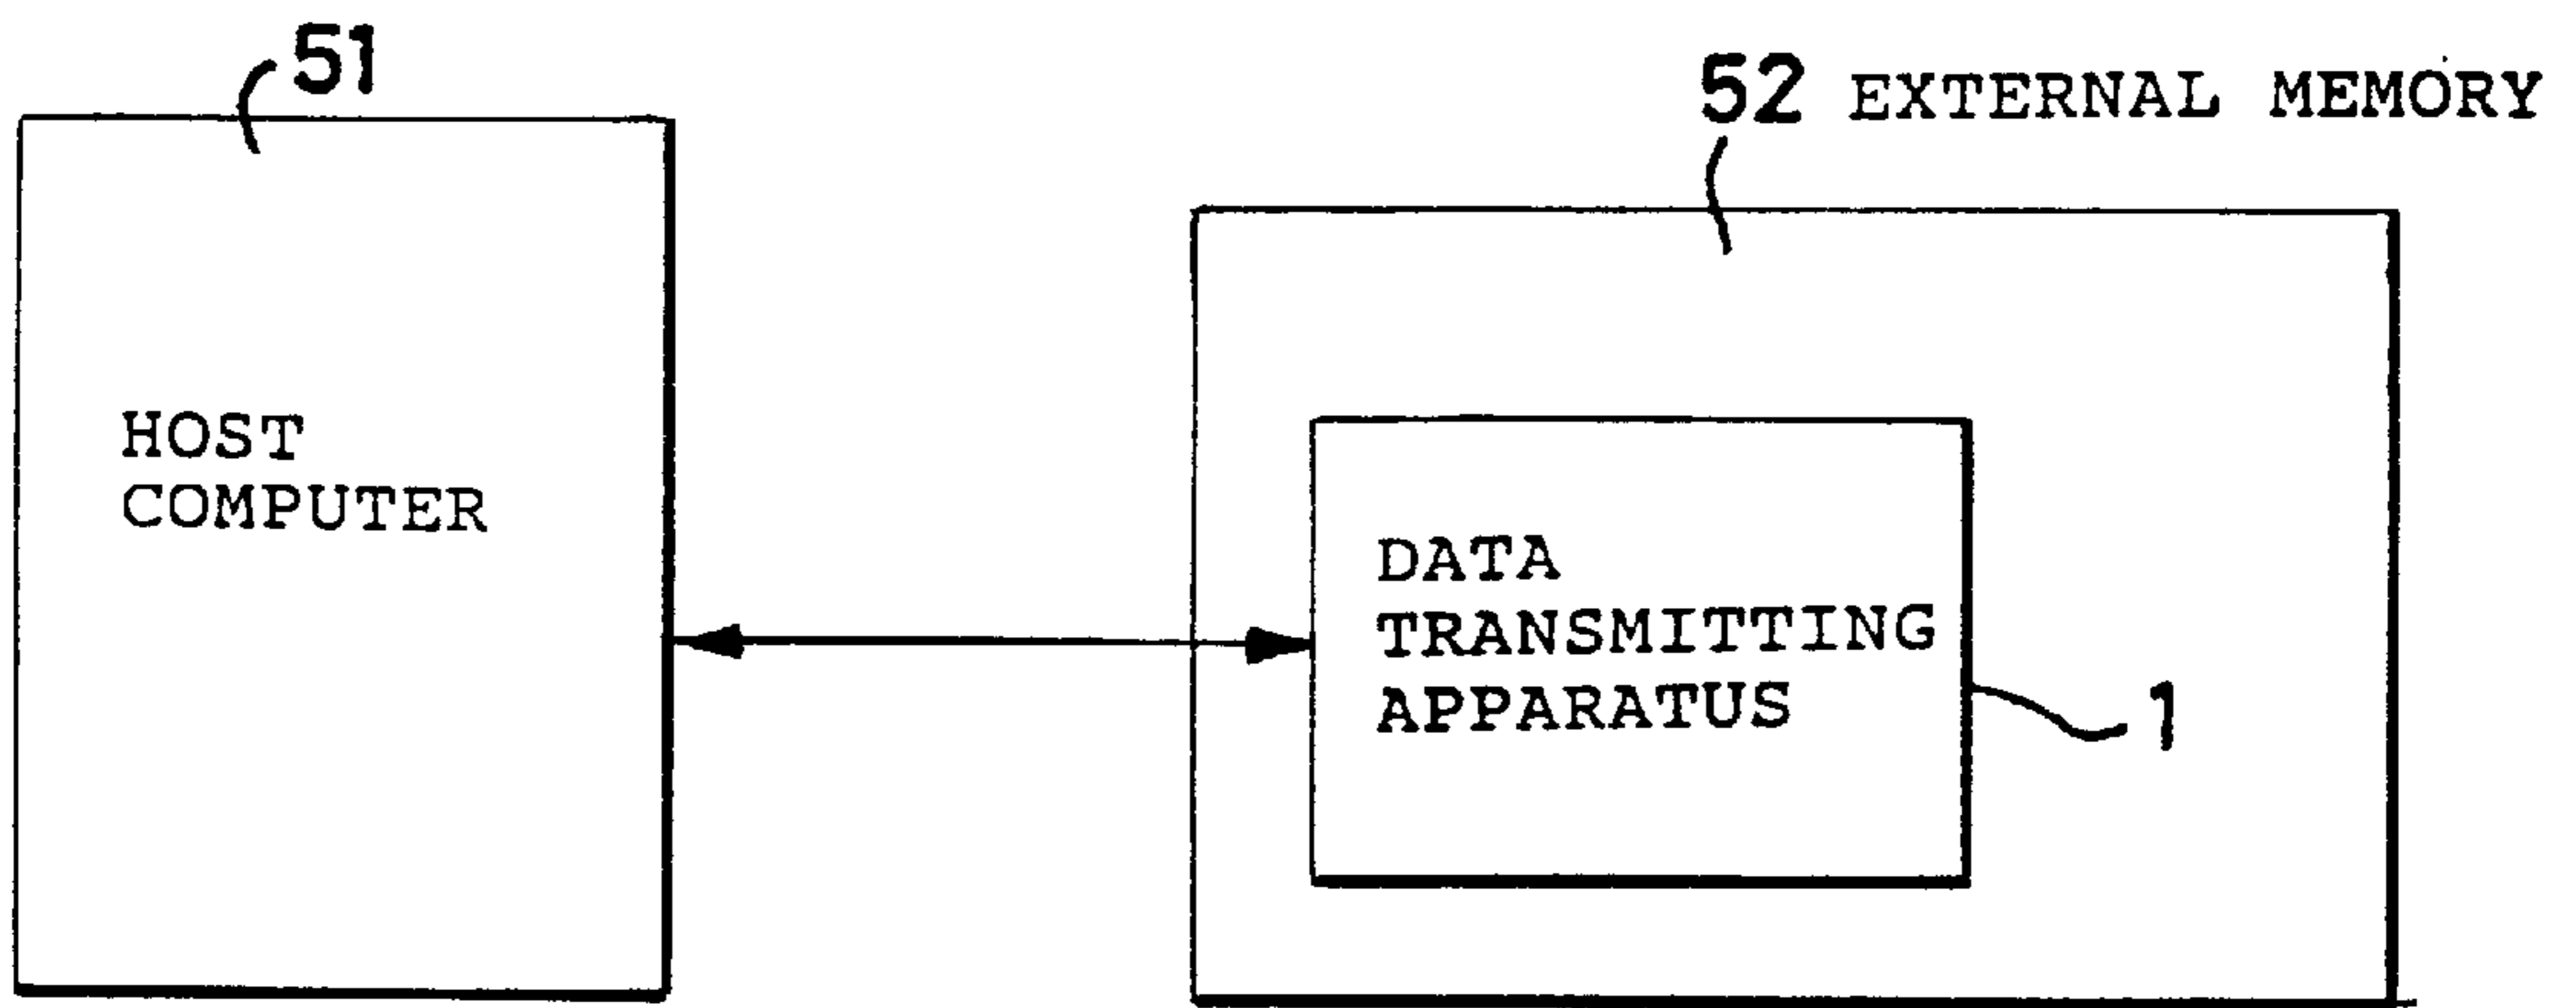 51
52 EXTERNAL MEMORY
HOST
COMPUTER
DATA
TRANSMITTING
APPARATUS
1